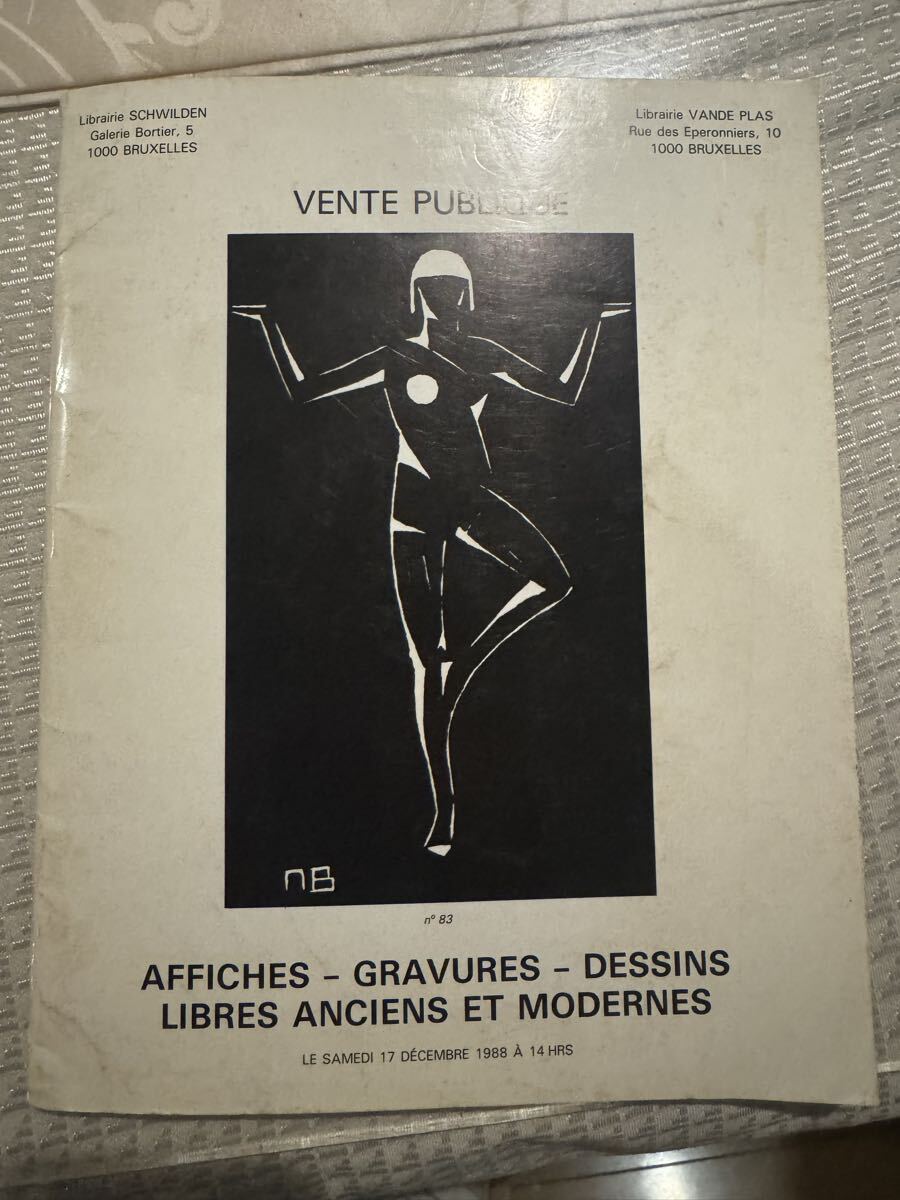 Librairie SCHWILDEN
Galerie Bortier, 5
1000 BRUXELLES
Librairie VANDE PLAS
Rue des Eperonniers, 10
1000 BRUXELLES
VENTE PUBLIQUE
NB
nº 83
AFFICHES – GRAVURES – DESSINS
LIBRES ANCIENS ET MODERNES
LE SAMEDI 17 DÉCEMBRE 1988 À 14 HRS